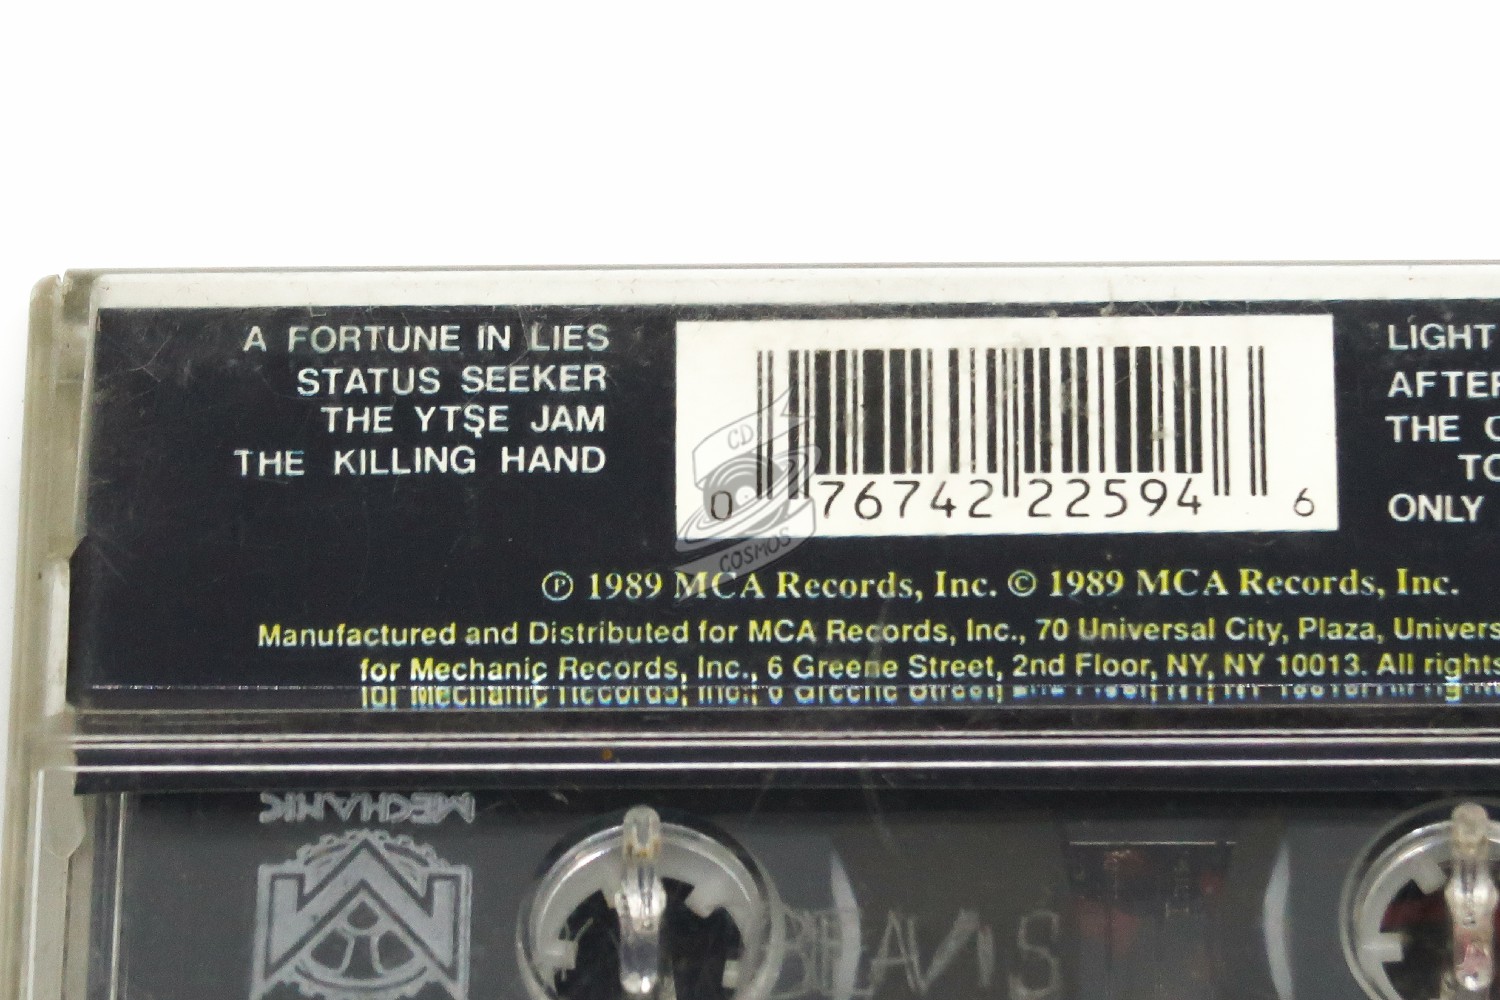 A FORTUNE IN LIES
STATUS SEEKER
THE YTSE JAM
THE KILLING HAND
0 76742 22594 6
LIGHT
THE
ONLY
CD
COSMOS
Ⓟ 1989 MCA Records, Inc. © 1989 MCA Records, Inc.
Manufactured and Distributed for MCA Records, Inc., 70 Universal City, Plaza,
for Mechanic Records, Inc., 6 Greene Street, 2nd Floor, NY, NY 10013. All rights
MECHANIC
BEAVIS